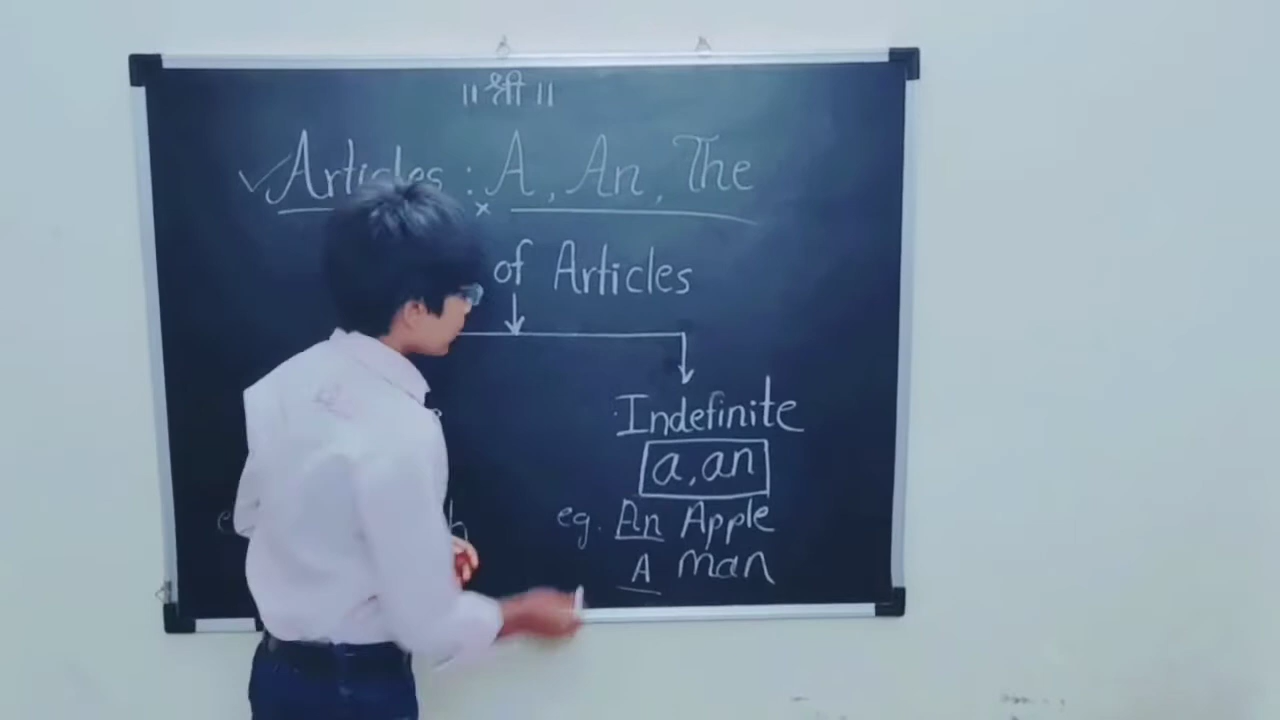 ॥ श्री ॥
✓Articles : A, An, The
×
of Articles
Indefinite
a, an
eg. An Apple
A man